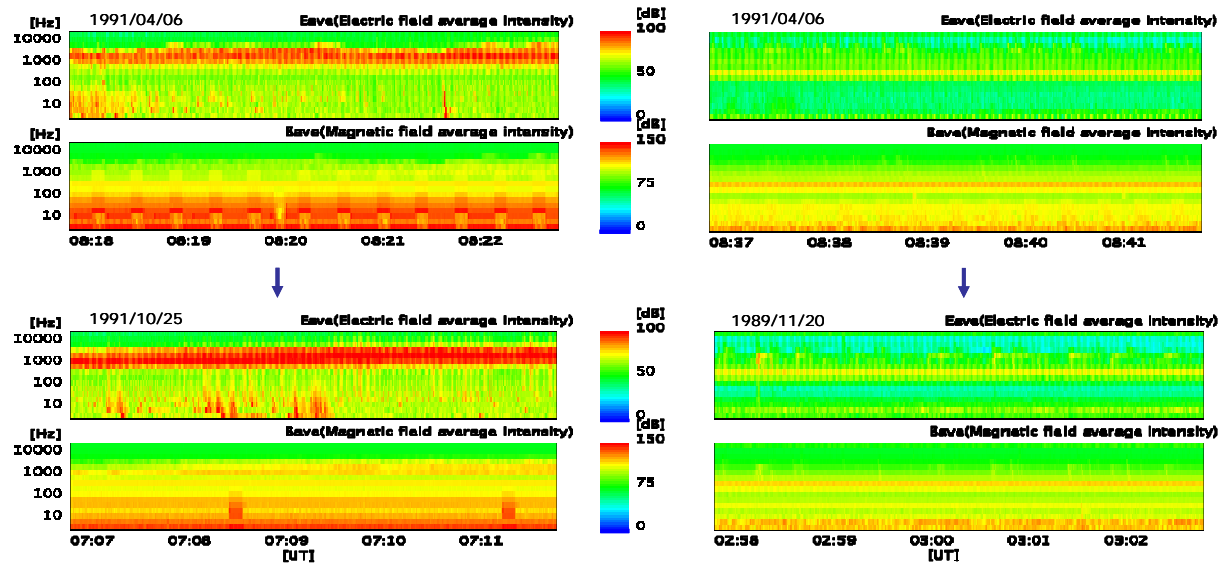 1991/04/06
[Hz]
Eave(Electric field average intensity)
[dB]
10000
1000
100
10
100
50
0
[Hz]
Bave(Magnetic field average intensity)
[dB]
10000
1000
100
10
150
75
0
08:18 08:19 08:20 08:21 08:22
1991/04/06
Eave(Electric field average intensity)
Bave(Magnetic field average intensity)
08:37 08:38 08:39 08:40 08:41
1991/10/25
[Hz]
Eave(Electric field average intensity)
[dB]
10000
1000
100
10
100
50
0
[Hz]
Bave(Magnetic field average intensity)
[dB]
10000
1000
100
10
150
75
0
07:07 07:08 07:09 07:10 07:11
[UT]
1989/11/20
Eave(Electric field average intensity)
Bave(Magnetic field average intensity)
02:58 02:59 03:00 03:01 03:02
[UT]